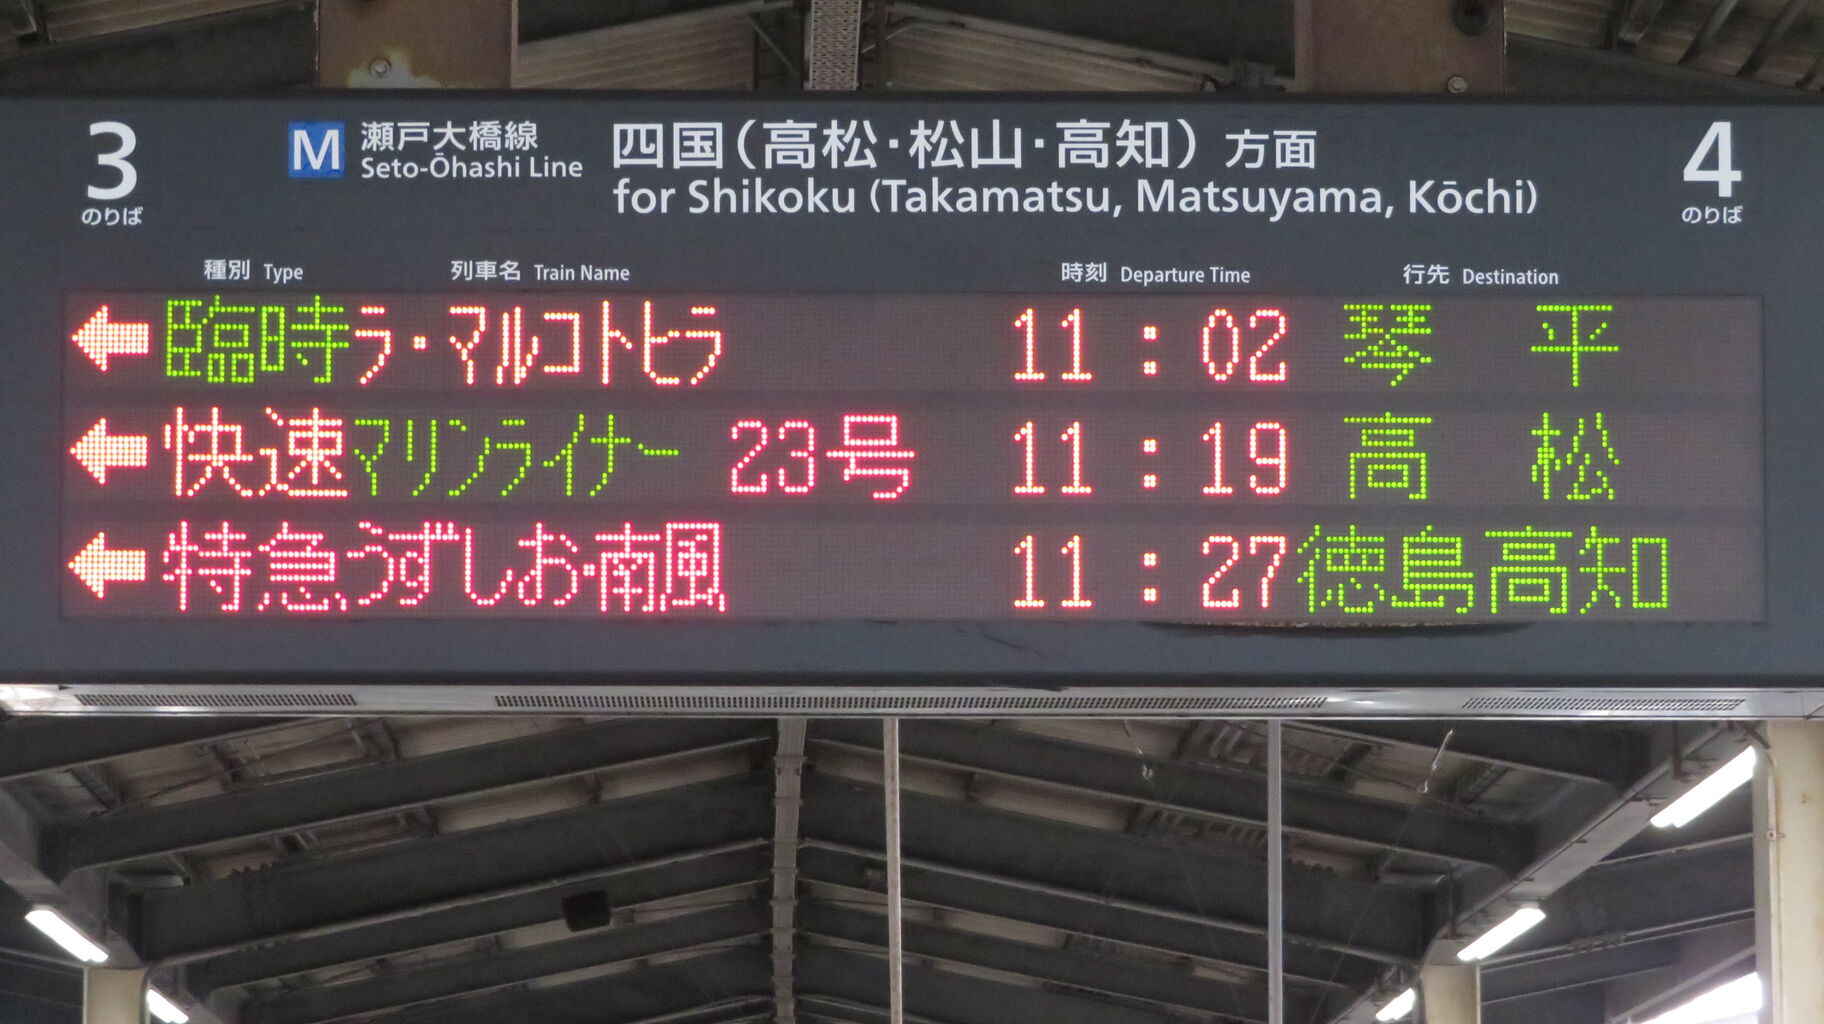 3
のりば
M 瀬戸大橋線
Seto-Ōhashi Line
四国(高松・松山・高知) 方面
for Shikoku (Takamatsu, Matsuyama, Kōchi)
4
のりば
種別 Type 列車名 Train Name 時刻 Departure Time 行先 Destination
← 臨時 ラ・マルコトヒラ 11:02 琴平
← 快速 マリンライナー 23号 11:19 高松
← 特急 うずしお・南風 11:27 徳島高知